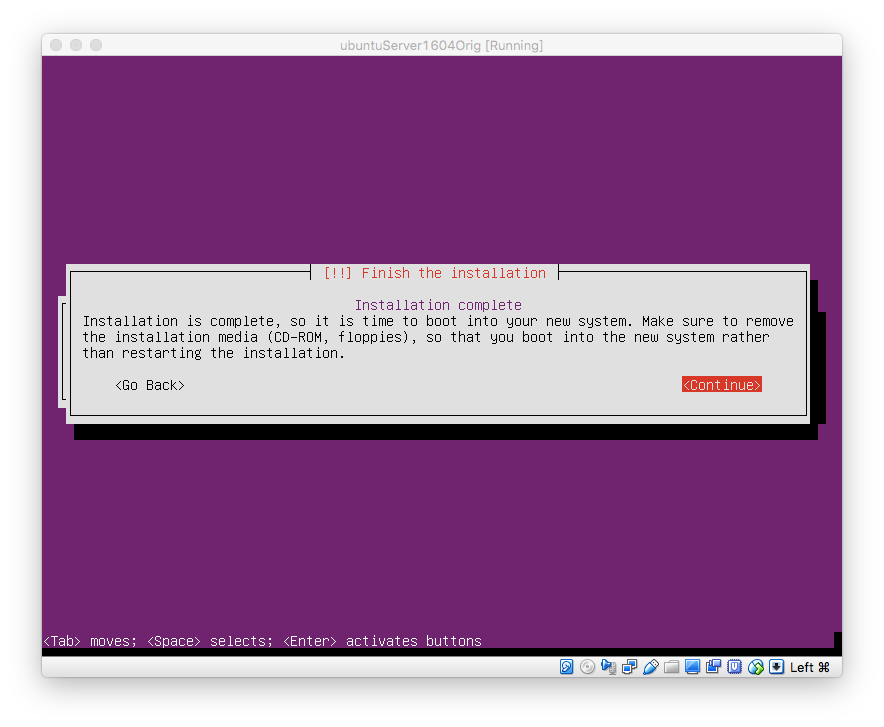 ubuntuServer1604Orig [Running]
[!!] Finish the installation
Installation complete
Installation is complete, so it is time to boot into your new system. Make sure to remove
the installation media (CD-ROM, floppies), so that you boot into the new system rather
than restarting the installation.
<Go Back> <Continue>
<Tab> moves; <Space> selects; <Enter> activates buttons
Left ⌘